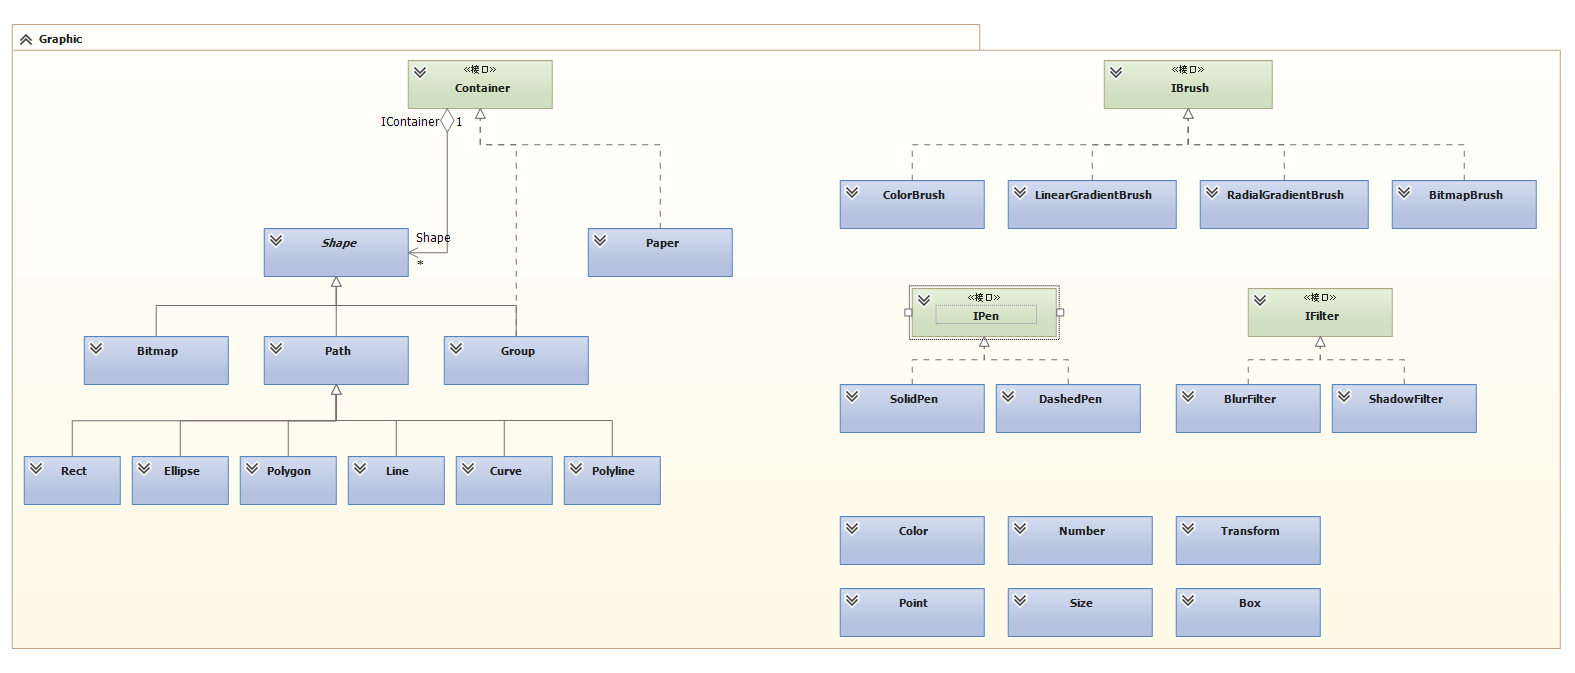 Graphic
«接口»
Container
IContainer 1
Shape
*
Shape
Paper
Bitmap
Path
Group
Rect
Ellipse
Polygon
Line
Curve
Polyline
«接口»
IBrush
ColorBrush
LinearGradientBrush
RadialGradientBrush
BitmapBrush
«接口»
IPen
«接口»
IFilter
SolidPen
DashedPen
BlurFilter
ShadowFilter
Color
Number
Transform
Point
Size
Box